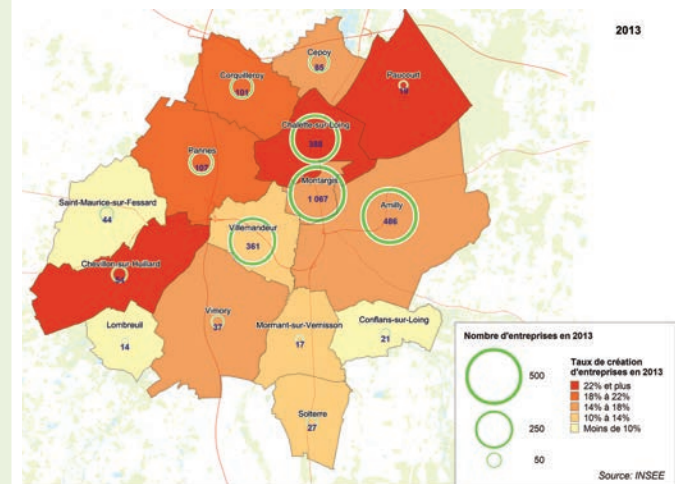 2013
Cepoy
66
Corquilleroy
101
Paucourt
Chalette-sur-Loing
Pannes
107
Montargis
1 067
Amilly
486
Saint-Maurice-sur-Fessard
44
Villemandeur
361
Chevillon-sur-Huillard
Vimory
37
Mormant-sur-Vernisson
17
Conflans-sur-Loing
21
Lombreuil
14
Solterre
27
Nombre d'entreprises en 2013
500
250
50
Taux de création
d'entreprises en 2013
22% et plus
18% à 22%
14% à 18%
10% à 14%
Moins de 10%
Source: INSEE